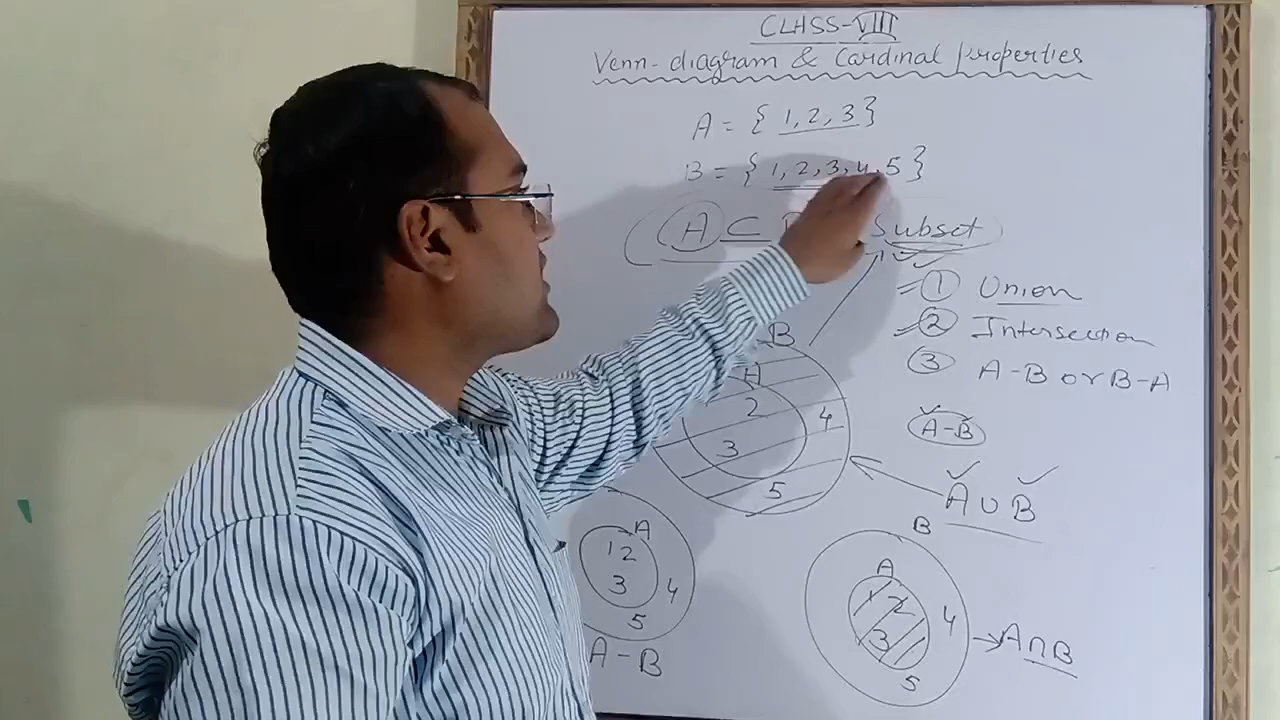 CLASS-VIII
Venn-diagram & Cardinal Properties
A = { 1, 2, 3 }
B = { 1, 2, 3, 4, 5 }
A ⊂ Subset
1 Union
2 Intersection
3 A-B or B-A
A-B
A ∪ B
B
A
2
3
4
5
A
1 2
3
4
5
A-B
B
A
1 2
3
4
5
A∩B